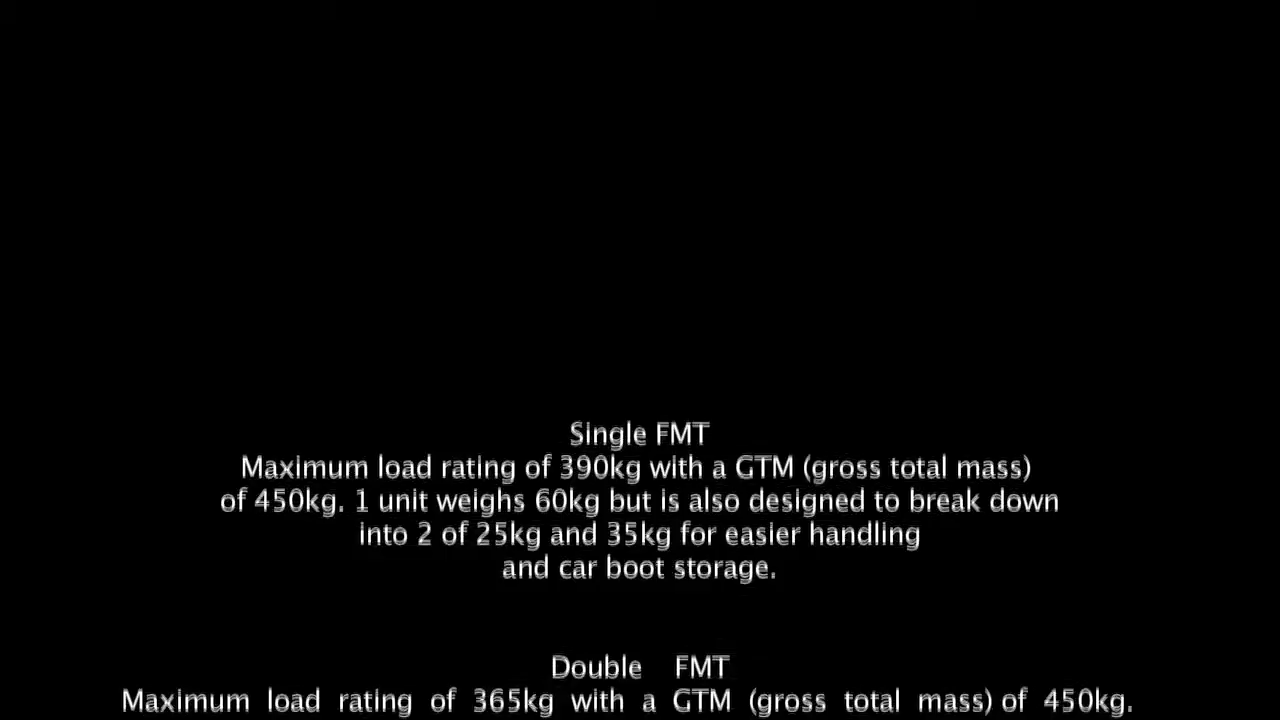 Single FMT
Maximum load rating of 390kg with a GTM (gross total mass)
of 450kg. 1 unit weighs 60kg but is also designed to break down
into 2 of 25kg and 35kg for easier handling
and car boot storage.
Double FMT
Maximum load rating of 365kg with a GTM (gross total mass) of 450kg.